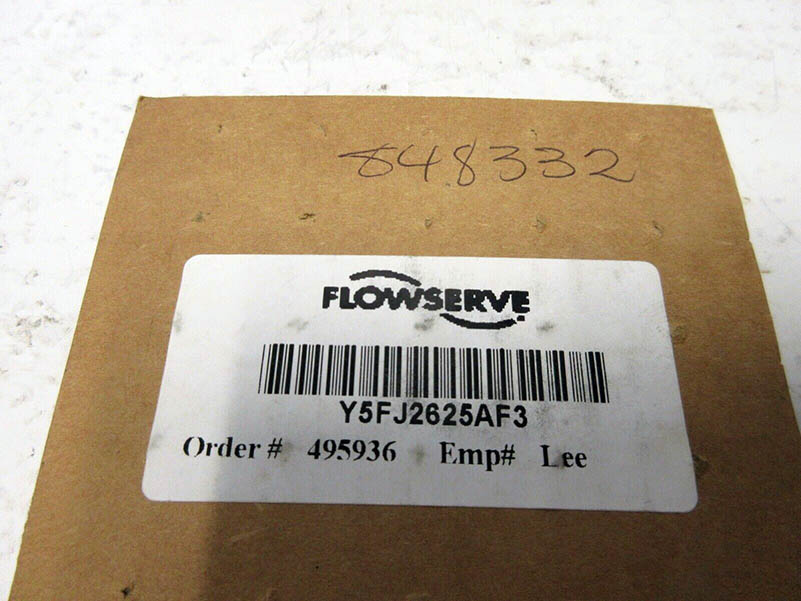 848332
FLOWSERVE
Y5FJ2625AF3
Order # 495936 Emp# Lee